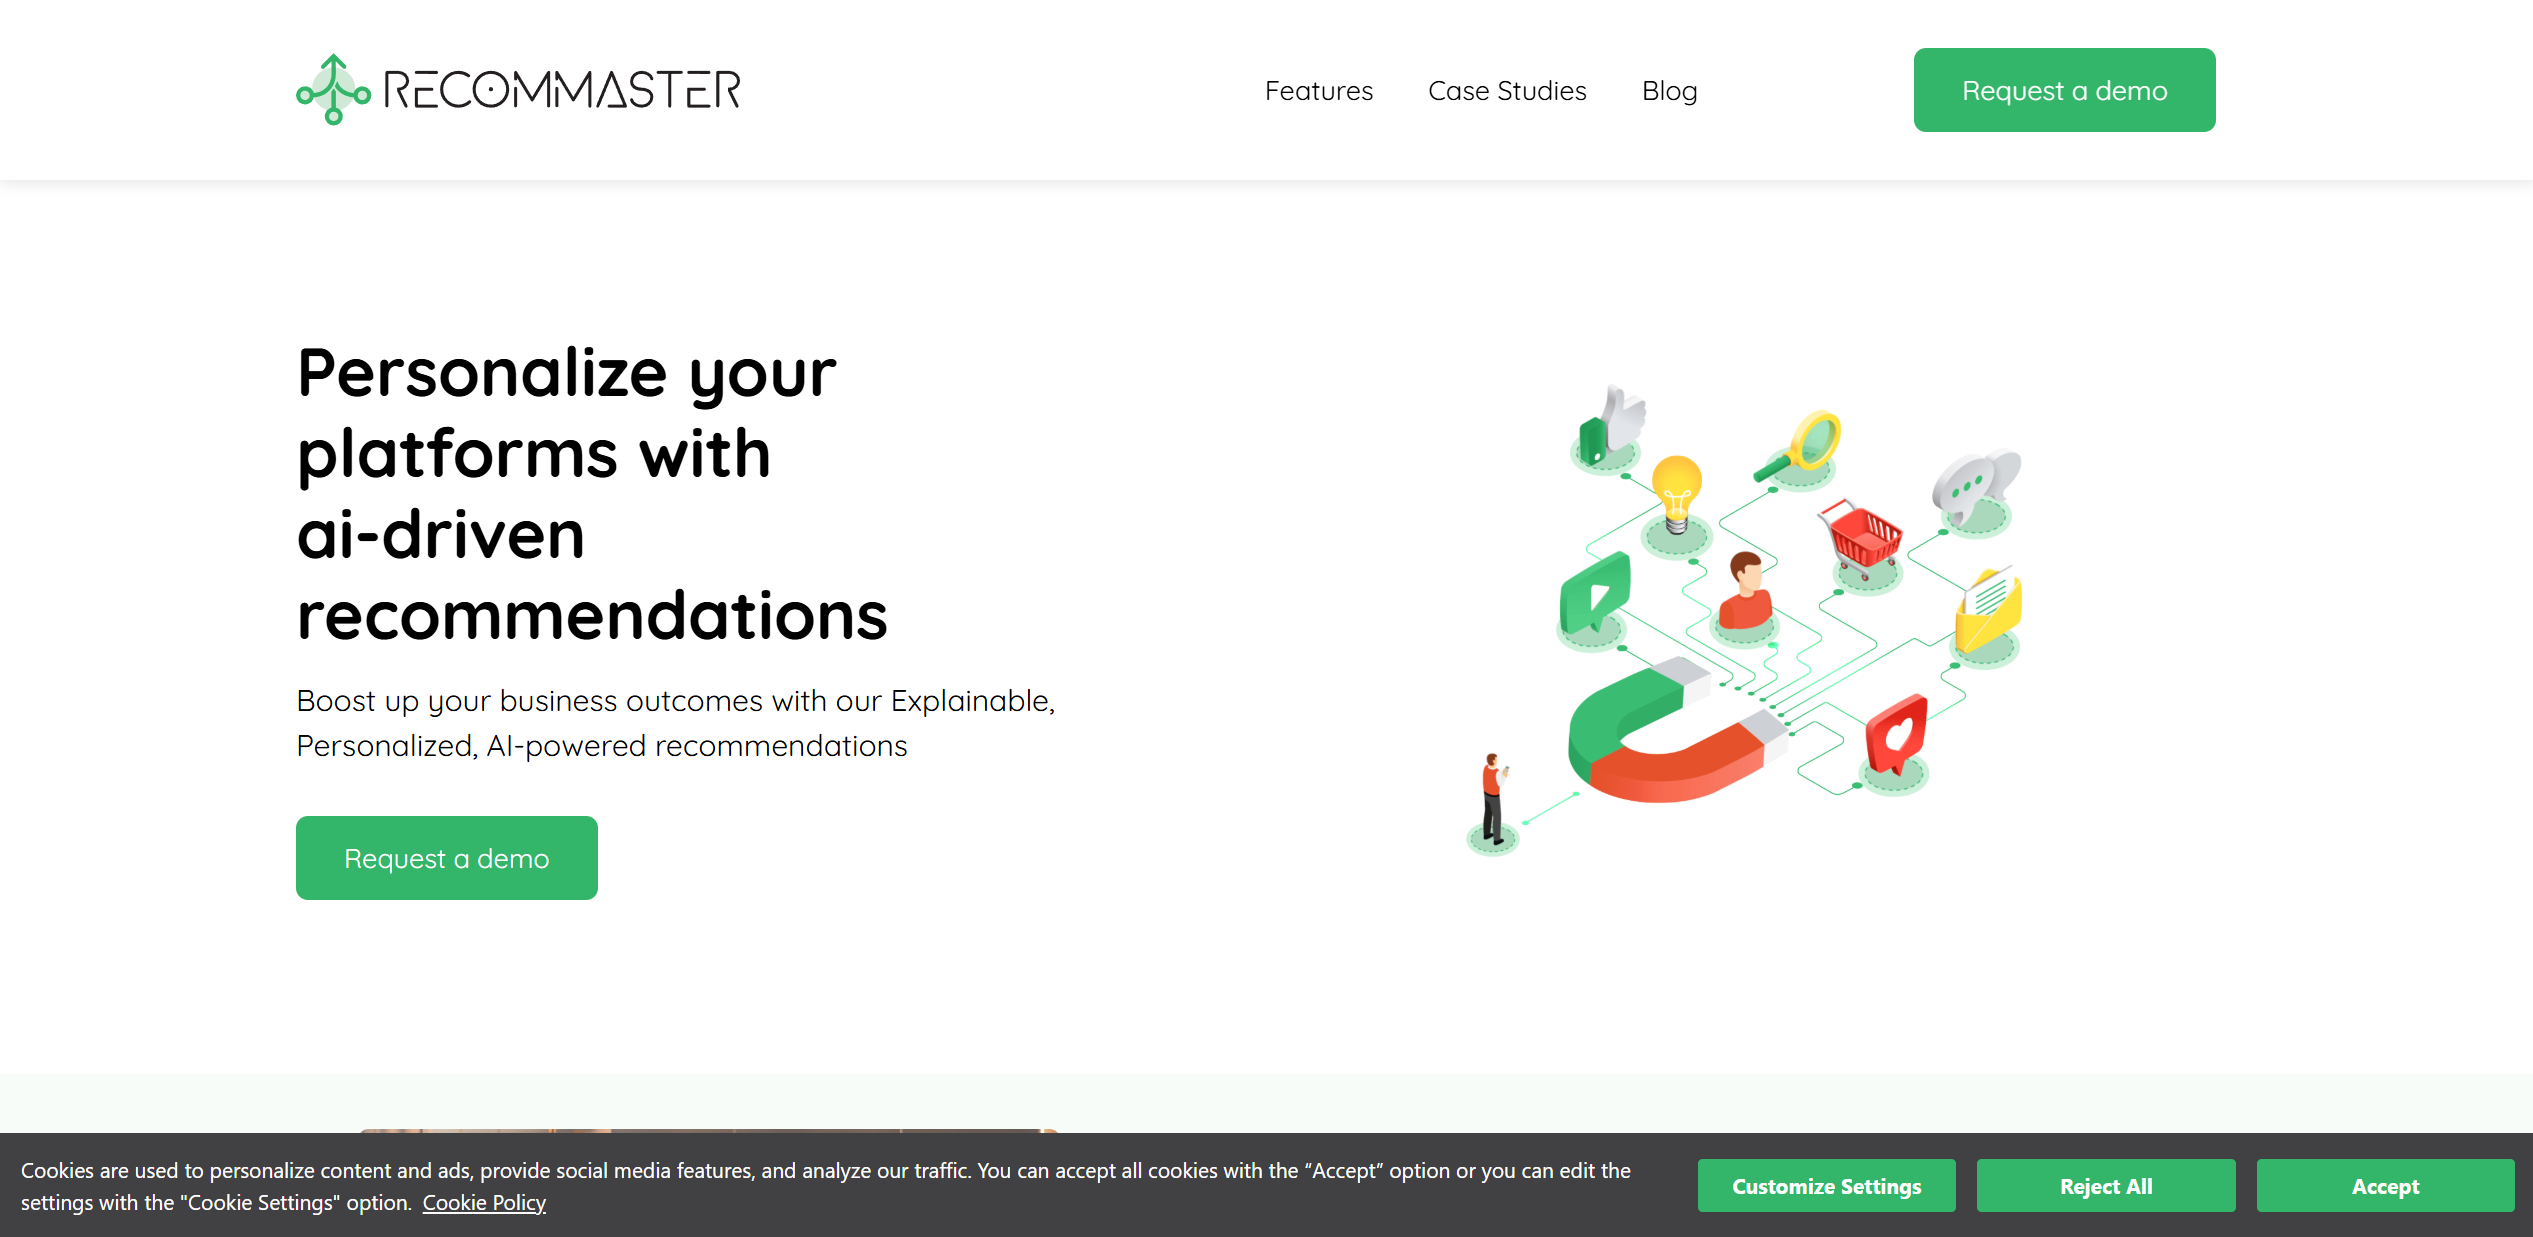 RECOMMASTER
Features
Case Studies
Blog
Request a demo
Personalize your
platforms with
ai-driven
recommendations
Boost up your business outcomes with our Explainable,
Personalized, AI-powered recommendations
Request a demo
Cookies are used to personalize content and ads, provide social media features, and analyze our traffic. You can accept all cookies with the “Accept” option or you can edit the
settings with the "Cookie Settings" option. Cookie Policy
Customize Settings
Reject All
Accept